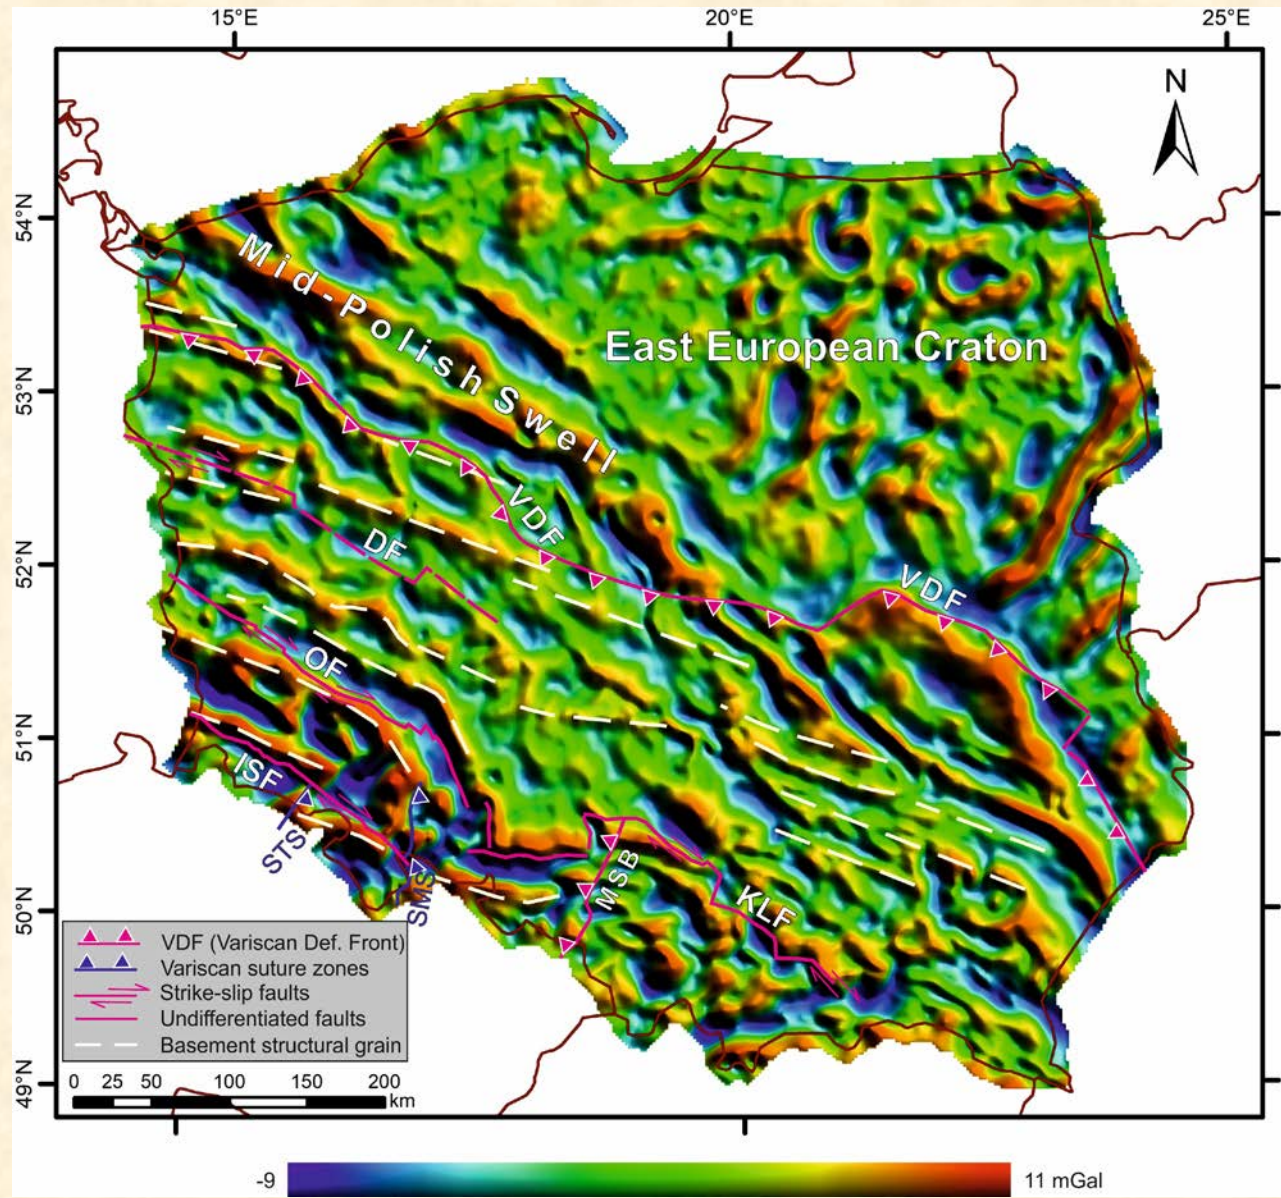 15°E 20°E 25°E
N
54°N
53°N
52°N
51°N
50°N
49°N
Mid-Polish Swell
East European Craton
VDF
VDF
DF
OF
ISF
STS
SMS
MSB
KLF
VDF (Variscan Def. Front)
Variscan suture zones
Strike-slip faults
Undifferentiated faults
Basement structural grain
0 25 50 100 150 200
km
-9 11 mGal